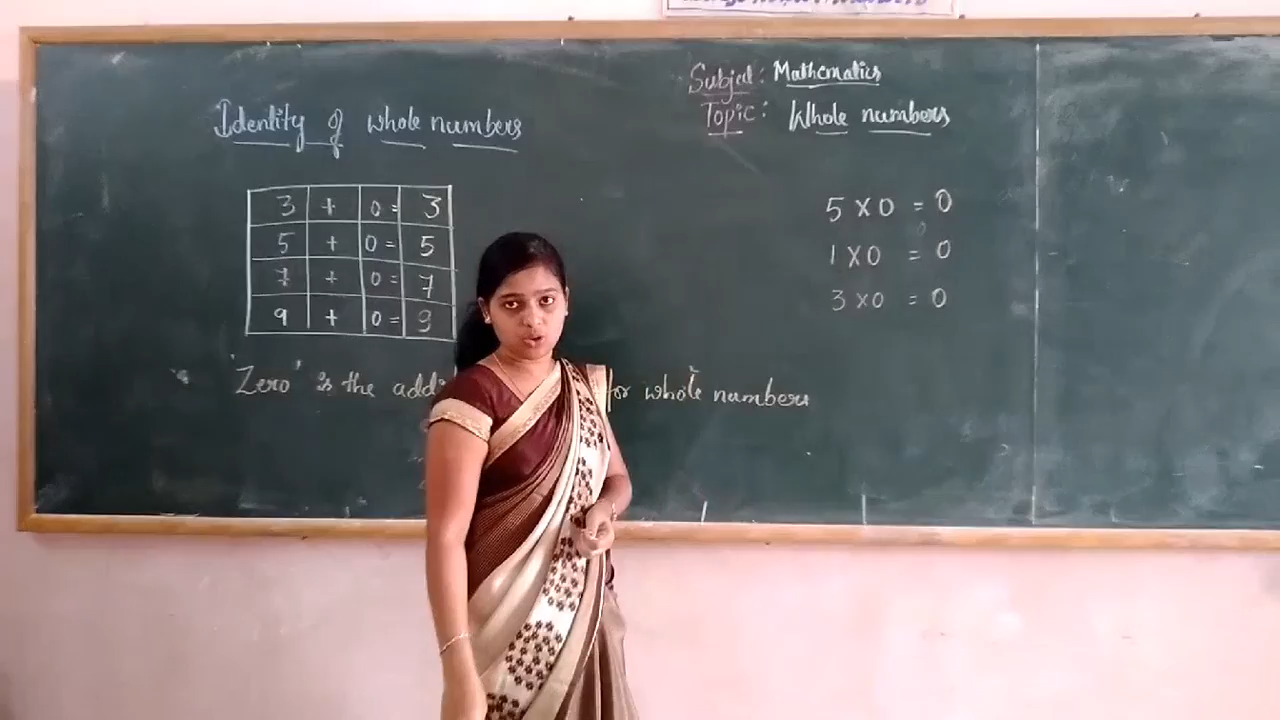 Subject: Mathematics
Topic: Whole numbers
Identity of whole numbers
3 + 0 = 3
5 + 0 = 5
7 + 0 = 7
9 + 0 = 9
'Zero' is the for whole numbers
5 X 0 = 0
1 X 0 = 0
3 X 0 = 0